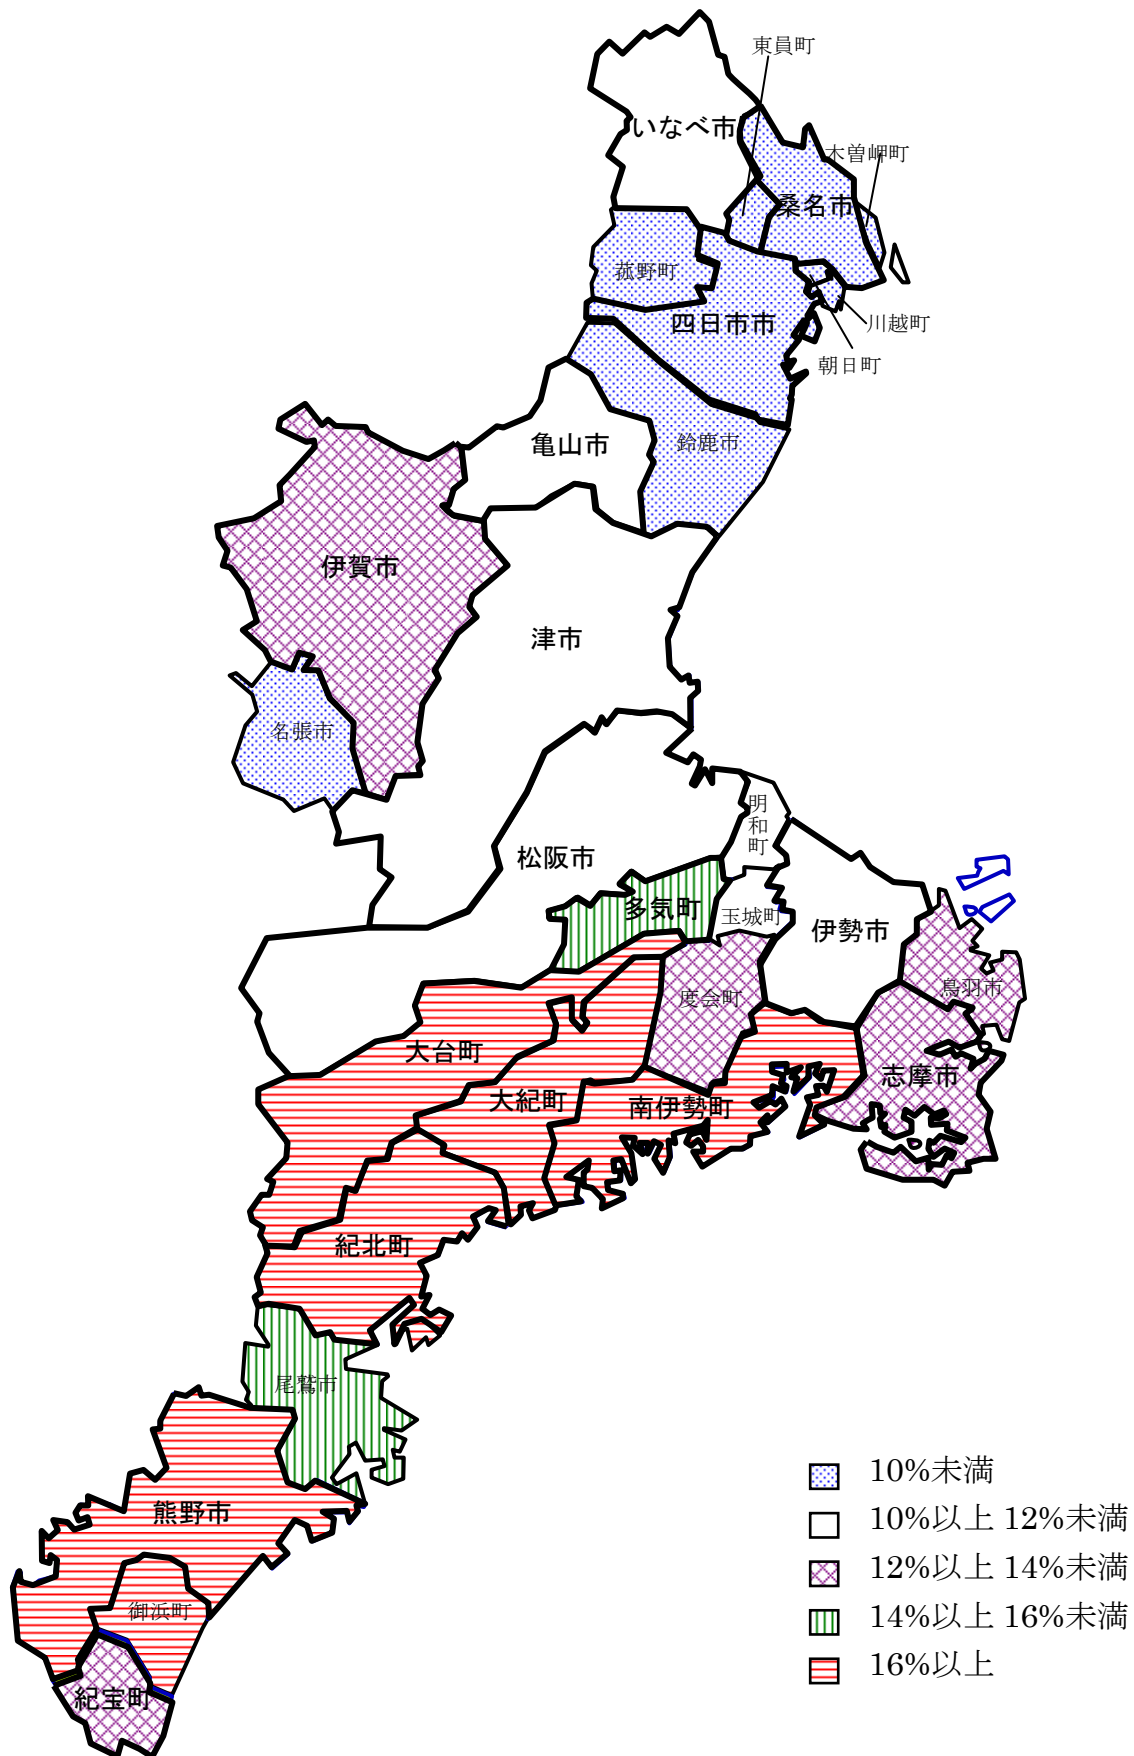 東員町
いなべ市
木曽岬町
桑名市
菰野町
四日市市
川越町
朝日町
亀山市
鈴鹿市
伊賀市
津市
名張市
明和町
松阪市
多気町
玉城町
伊勢市
度会町
鳥羽市
大台町
志摩市
大紀町
南伊勢町
紀北町
尾鷲市
熊野市
御浜町
紀宝町
10%未満
10%以上 12%未満
12%以上 14%未満
14%以上 16%未満
16%以上